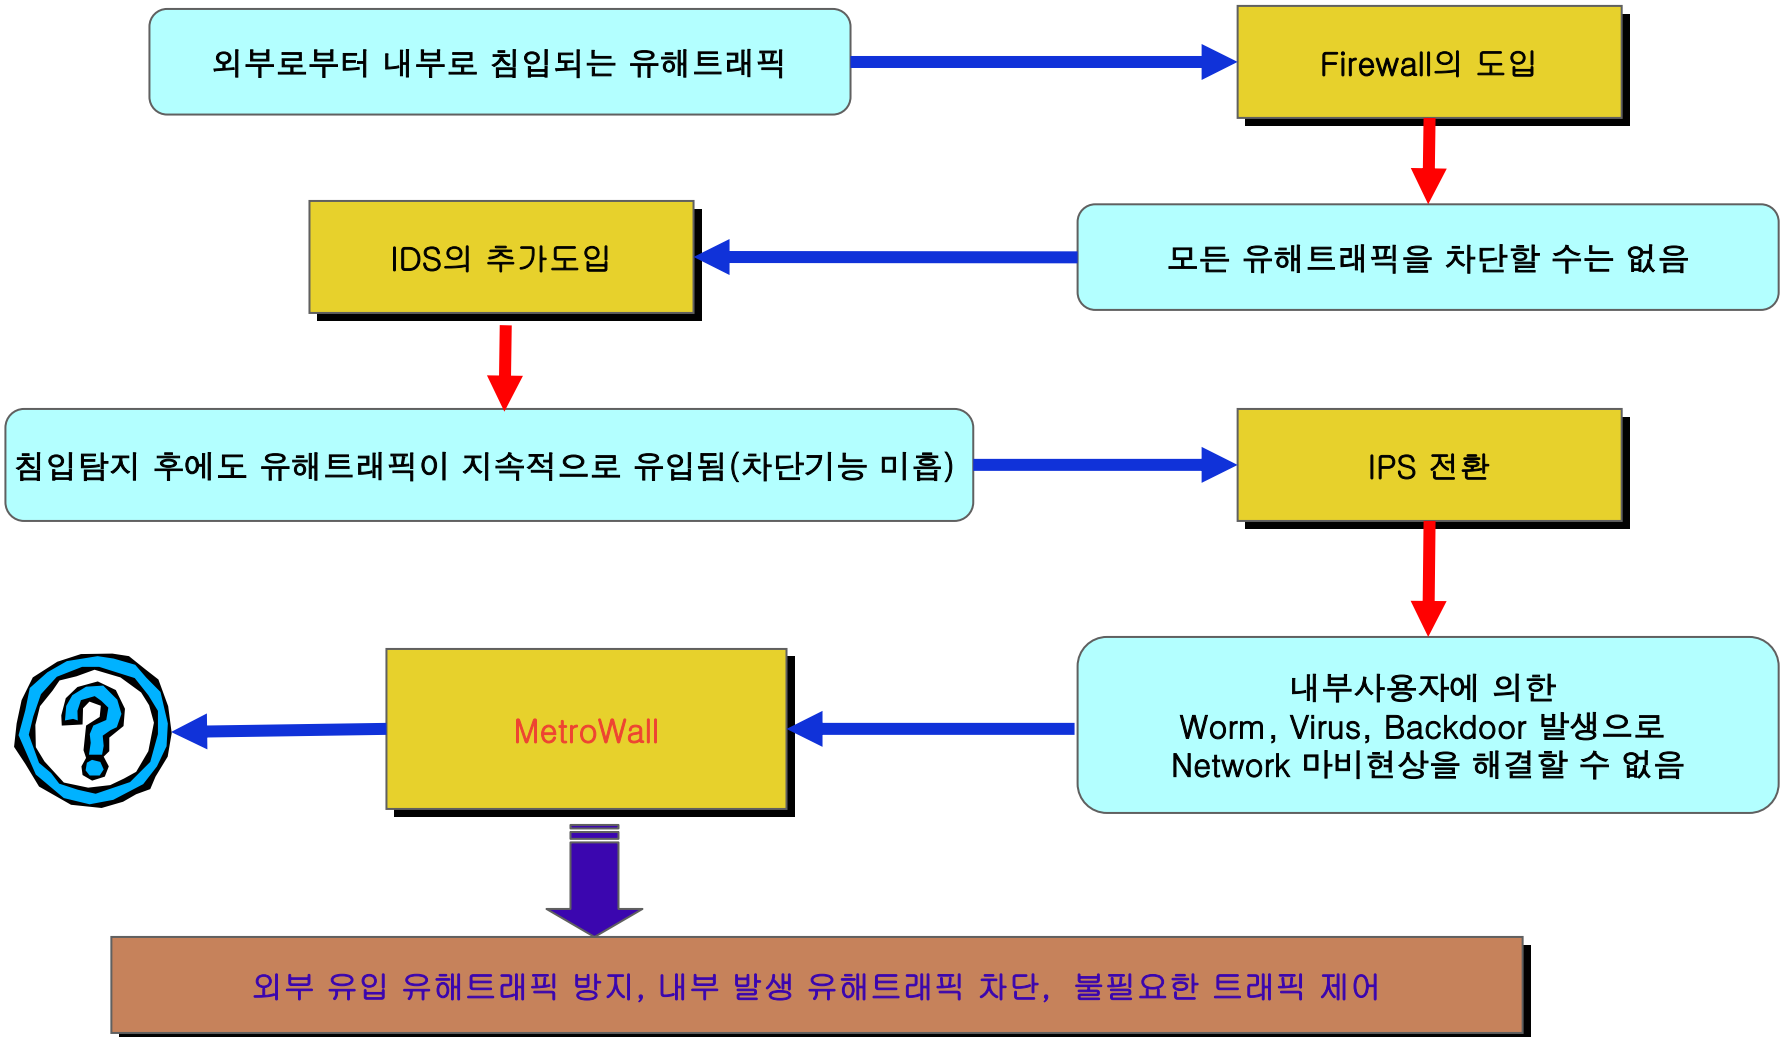 외부로부터 내부로 침입되는 유해트래픽
Firewall의 도입
IDS의 추가도입
모든 유해트래픽을 차단할 수는 없음
침입탐지 후에도 유해트래픽이 지속적으로 유입됨(차단기능 미흡)
IPS 전환
내부사용자에 의한
Worm, Virus, Backdoor 발생으로
Network 마비현상을 해결할 수 없음
MetroWall
?
외부 유입 유해트래픽 방지, 내부 발생 유해트래픽 차단, 불필요한 트래픽 제어